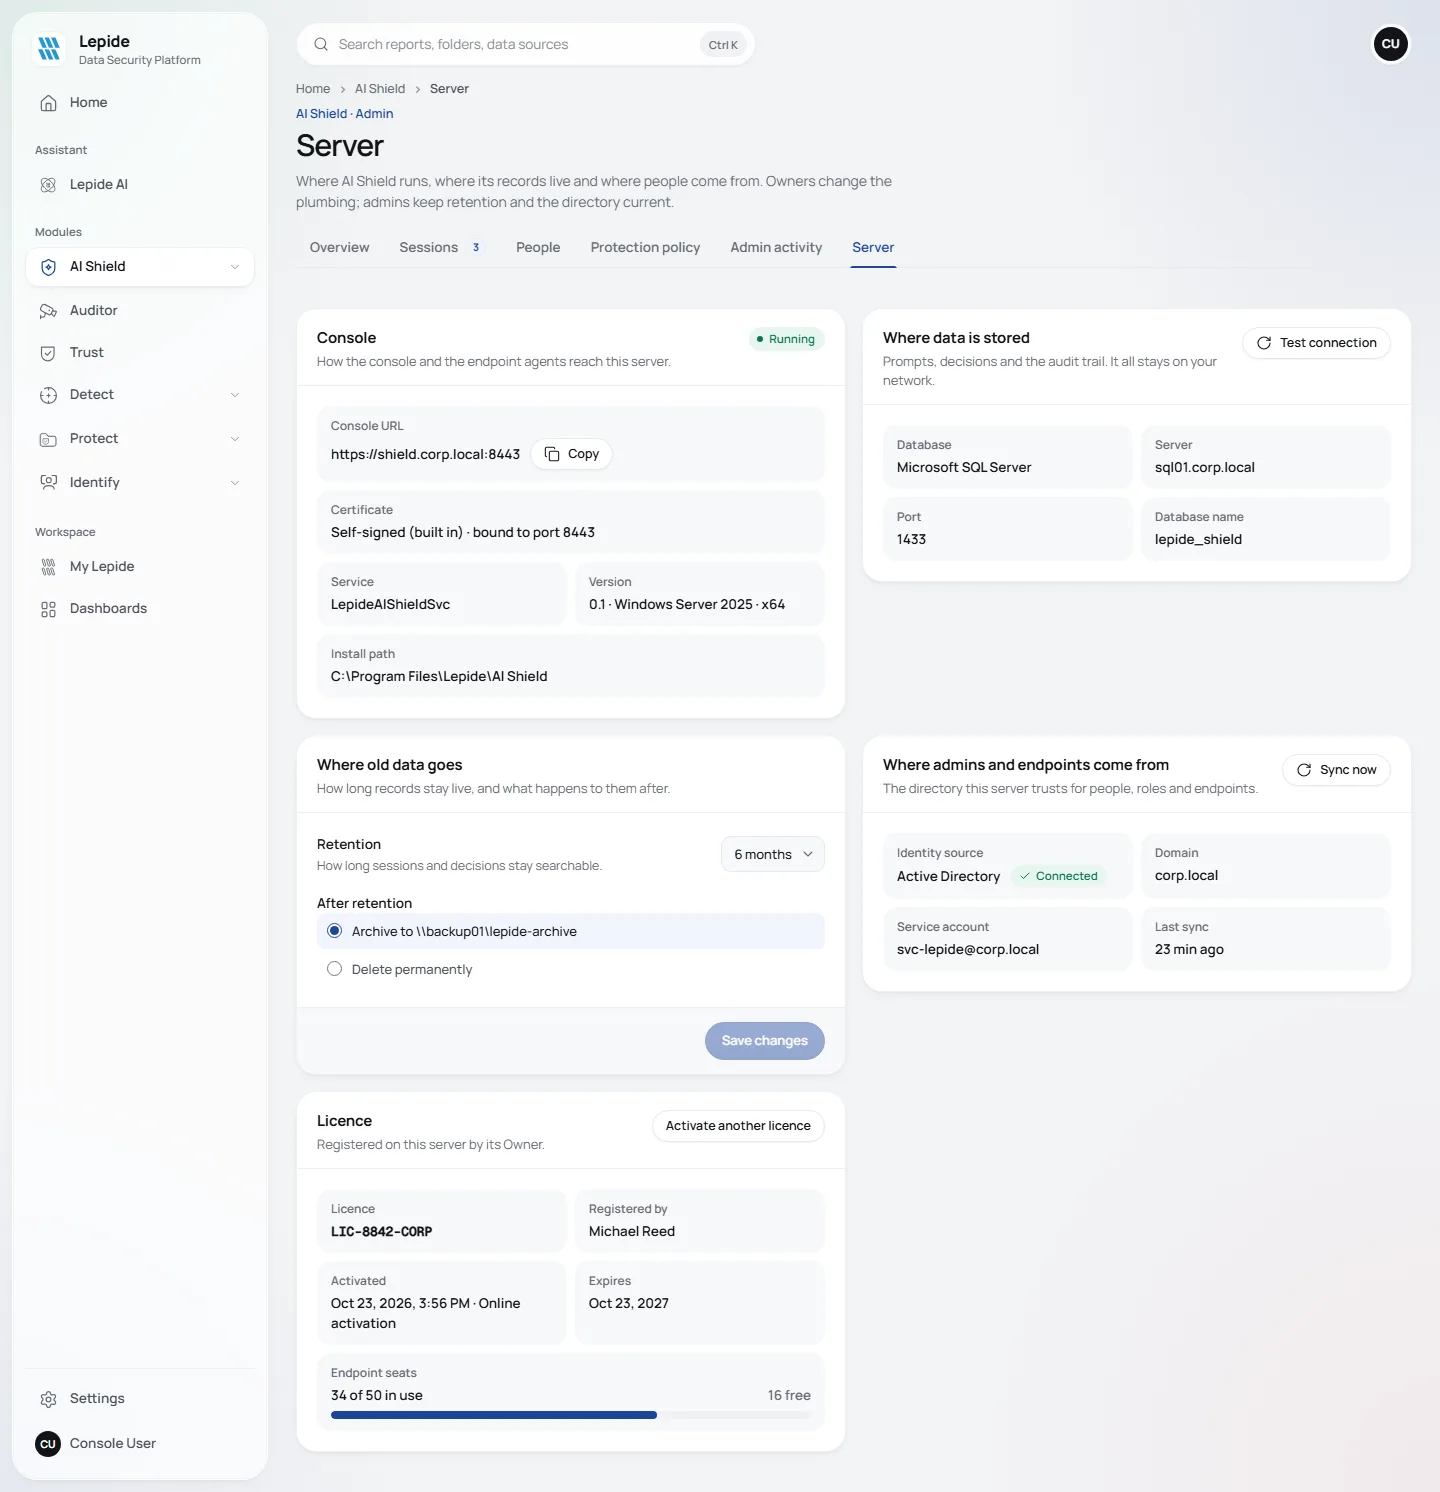 Lepide
Data Security Platform
Home
Assistant
Lepide AI
Modules
AI Shield
Auditor
Trust
Detect
Protect
Identify
Workspace
My Lepide
Dashboards
Settings
CU
Console User
Search reports, folders, data sources
Ctrl K
CU
Home > AI Shield > Server
AI Shield · Admin
Server
Where AI Shield runs, where its records live and where people come from. Owners change the
plumbing; admins keep retention and the directory current.
Overview
Sessions 3
People
Protection policy
Admin activity
Server
Console
Running
How the console and the endpoint agents reach this server.
Console URL
https://shield.corp.local:8443
Copy
Certificate
Self-signed (built in) · bound to port 8443
Service
LepideAIShieldSvc
Version
0.1 · Windows Server 2025 · x64
Install path
C:\Program Files\Lepide\AI Shield
Where data is stored
Prompts, decisions and the audit trail. It all stays on your
network.
Test connection
Database
Microsoft SQL Server
Server
sql01.corp.local
Port
1433
Database name
lepide_shield
Where old data goes
How long records stay live, and what happens to them after.
Retention
How long sessions and decisions stay searchable.
6 months
After retention
Archive to \\backup01\lepide-archive
Delete permanently
Save changes
Where admins and endpoints come from
The directory this server trusts for people, roles and endpoints.
Sync now
Identity source
Active Directory
Connected
Domain
corp.local
Service account
svc-lepide@corp.local
Last sync
23 min ago
Licence
Registered on this server by its Owner.
Activate another licence
Licence
LIC-8842-CORP
Registered by
Michael Reed
Activated
Oct 23, 2026, 3:56 PM · Online
activation
Expires
Oct 23, 2027
Endpoint seats
34 of 50 in use
16 free